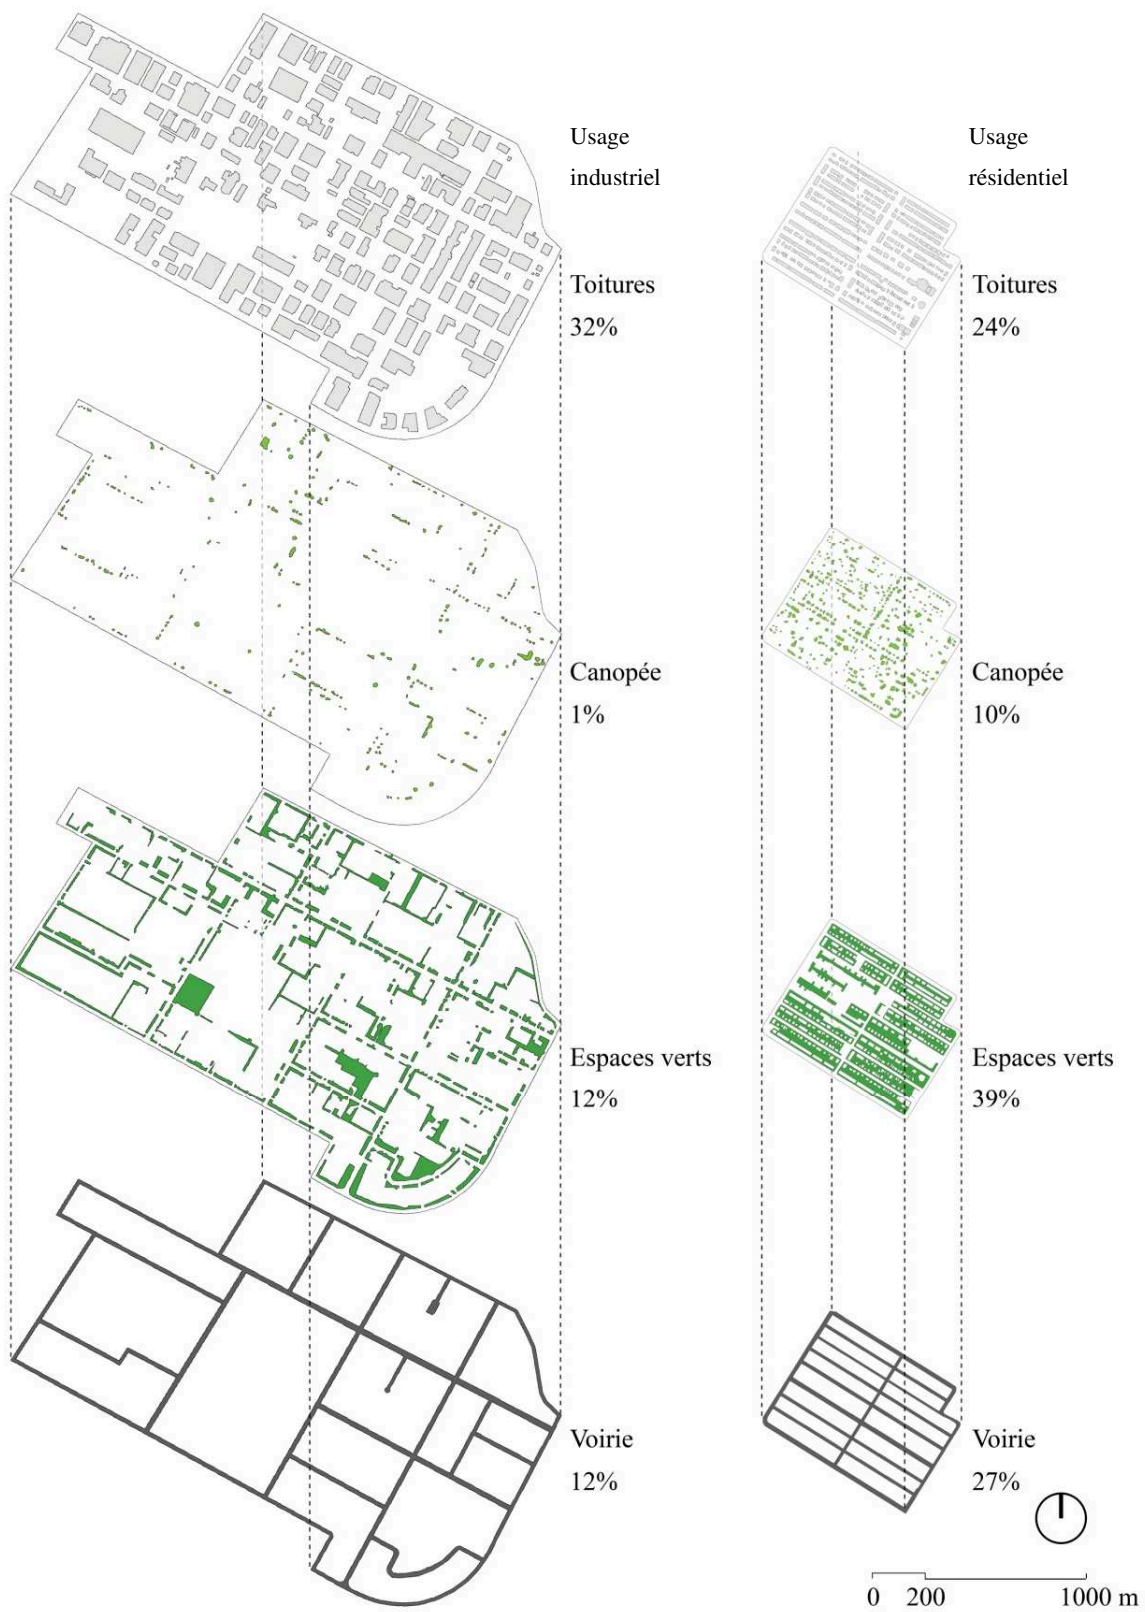 Usage
industriel
Toitures
32%
Canopée
1%
Espaces verts
12%
Voirie
12%
Usage
résidentiel
Toitures
24%
Canopée
10%
Espaces verts
39%
Voirie
27%
0 200 1000 m